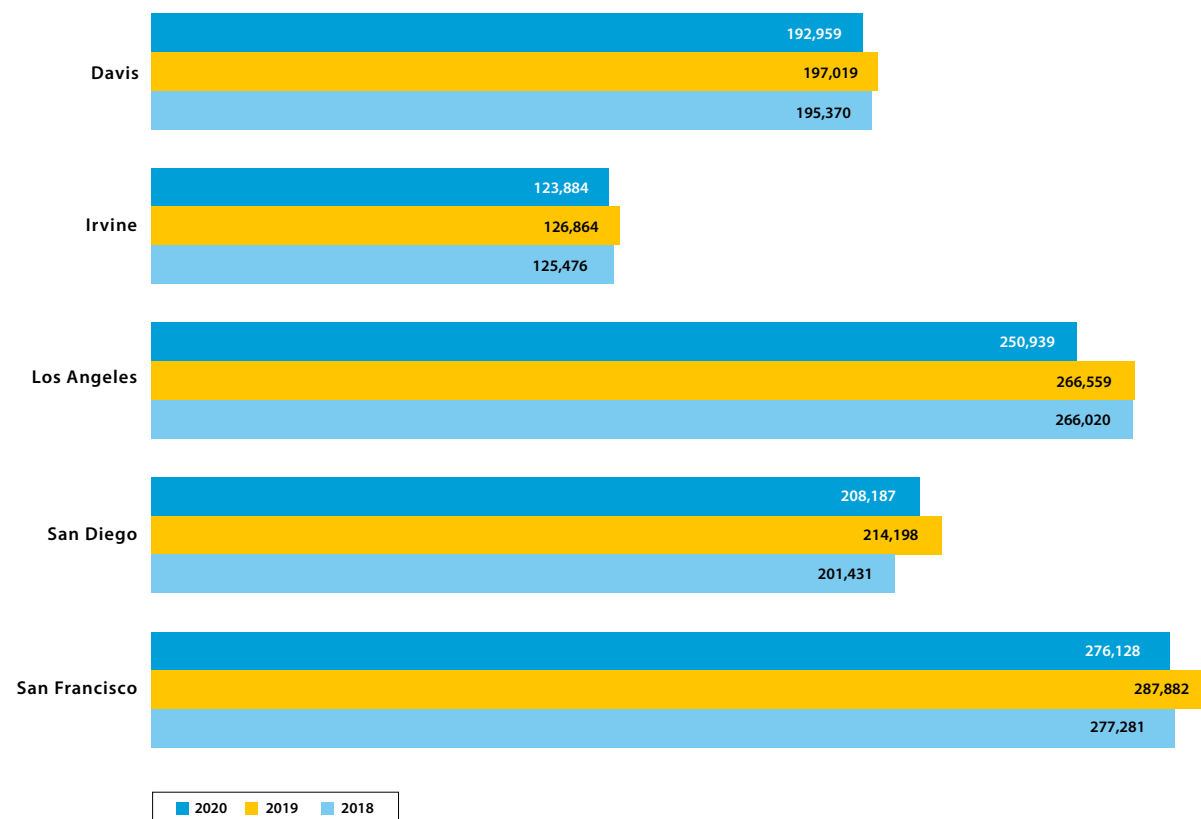 192,959
Davis 197,019
195,370
123,884
Irvine 126,864
125,476
250,939
Los Angeles 266,559
266,020
208,187
San Diego 214,198
201,431
276,128
San Francisco 287,882
277,281
2020 2019 2018